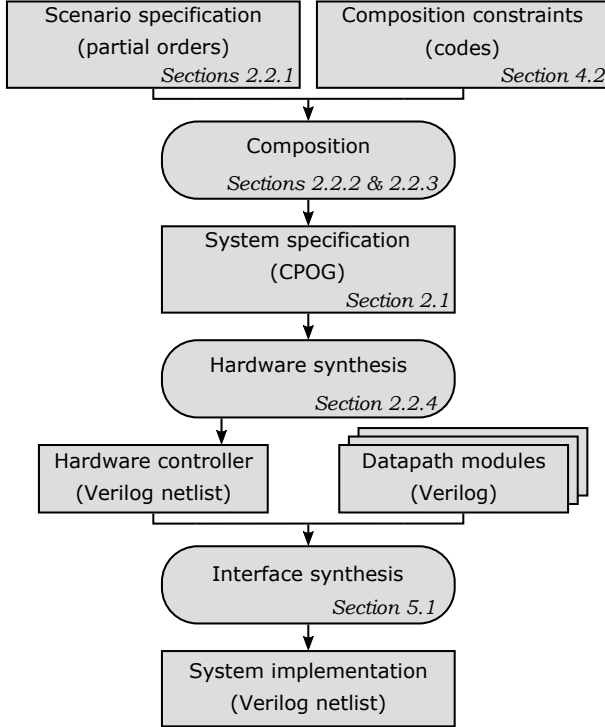 Scenario specification
(partial orders)
Sections 2.2.1
Composition constraints
(codes)
Section 4.2
Composition
Sections 2.2.2 & 2.2.3
System specification
(CPOG)
Section 2.1
Hardware synthesis
Section 2.2.4
Hardware controller
(Verilog netlist)
Datapath modules
(Verilog)
Interface synthesis
Section 5.1
System implementation
(Verilog netlist)